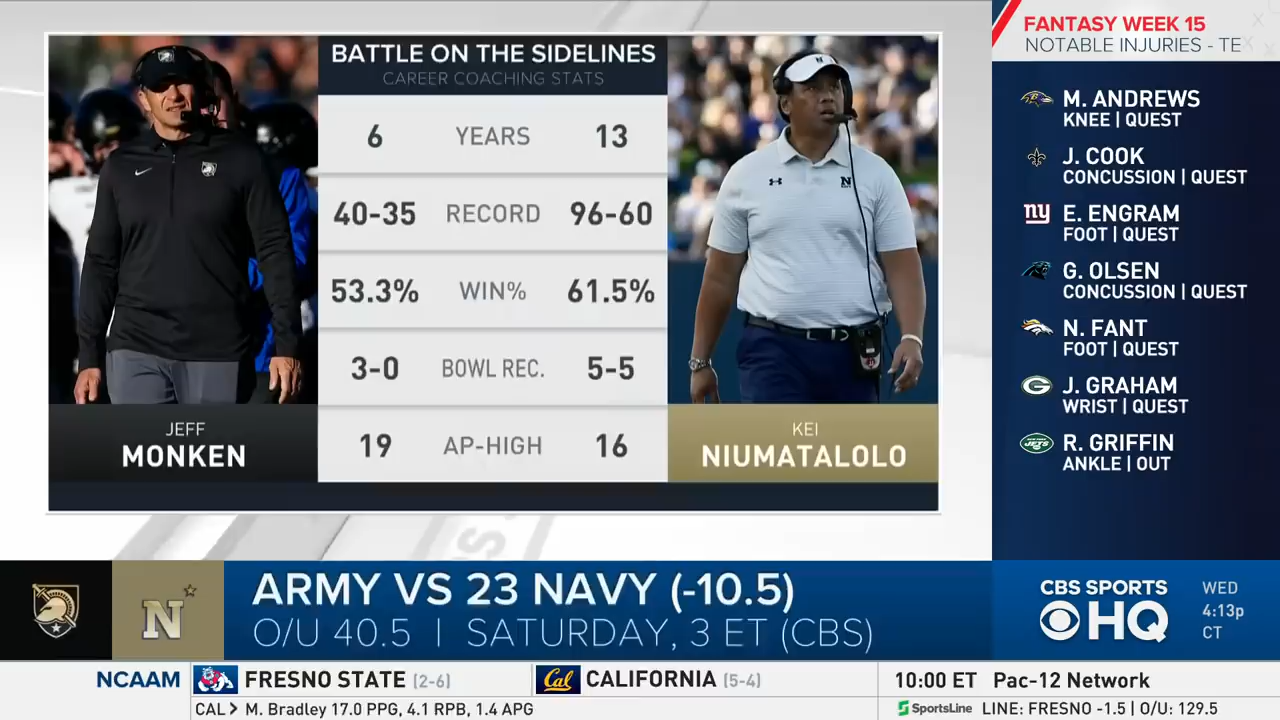 BATTLE ON THE SIDELINES
CAREER COACHING STATS
6 YEARS 13
40-35 RECORD 96-60
53.3% WIN% 61.5%
3-0 BOWL REC. 5-5
19 AP-HIGH 16
JEFF
MONKEN
KEI
NIUMATALOLO
FANTASY WEEK 15
NOTABLE INJURIES - TE
M. ANDREWS
KNEE | QUEST
J. COOK
CONCUSSION | QUEST
ny E. ENGRAM
FOOT | QUEST
G. OLSEN
CONCUSSION | QUEST
N. FANT
FOOT | QUEST
G J. GRAHAM
WRIST | QUEST
JETS R. GRIFFIN
ANKLE | OUT
N
ARMY VS 23 NAVY (-10.5)
O/U 40.5 | SATURDAY, 3 ET (CBS)
CBS SPORTS
HQ
WED
4:13p
CT
NCAAM FRESNO STATE (2-6) Cal CALIFORNIA (5-4) 10:00 ET Pac-12 Network
CAL > M. Bradley 17.0 PPG, 4.1 RPB, 1.4 APG SportsLine LINE: FRESNO -1.5 | O/U: 129.5